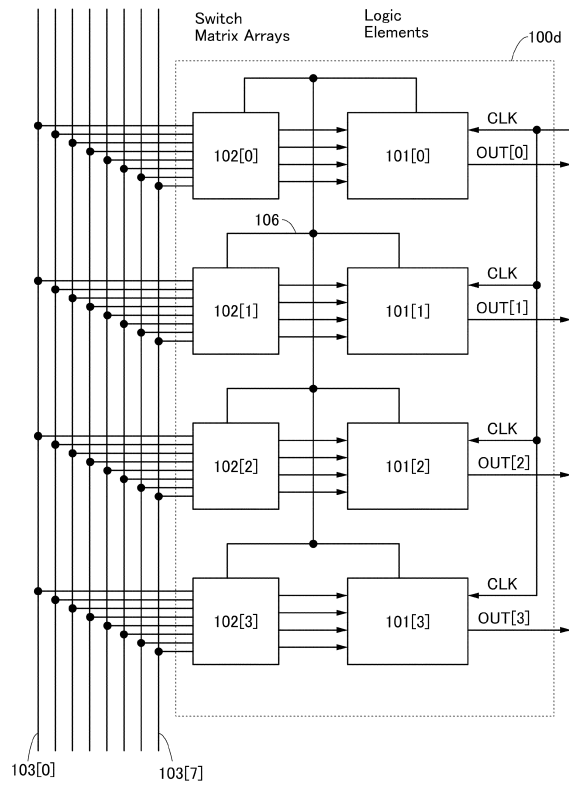 Switch
Matrix Arrays
Logic
Elements
100d
102[0]
101[0]
CLK
OUT[0]
106
102[1]
101[1]
CLK
OUT[1]
102[2]
101[2]
CLK
OUT[2]
102[3]
101[3]
CLK
OUT[3]
103[0]
103[7]